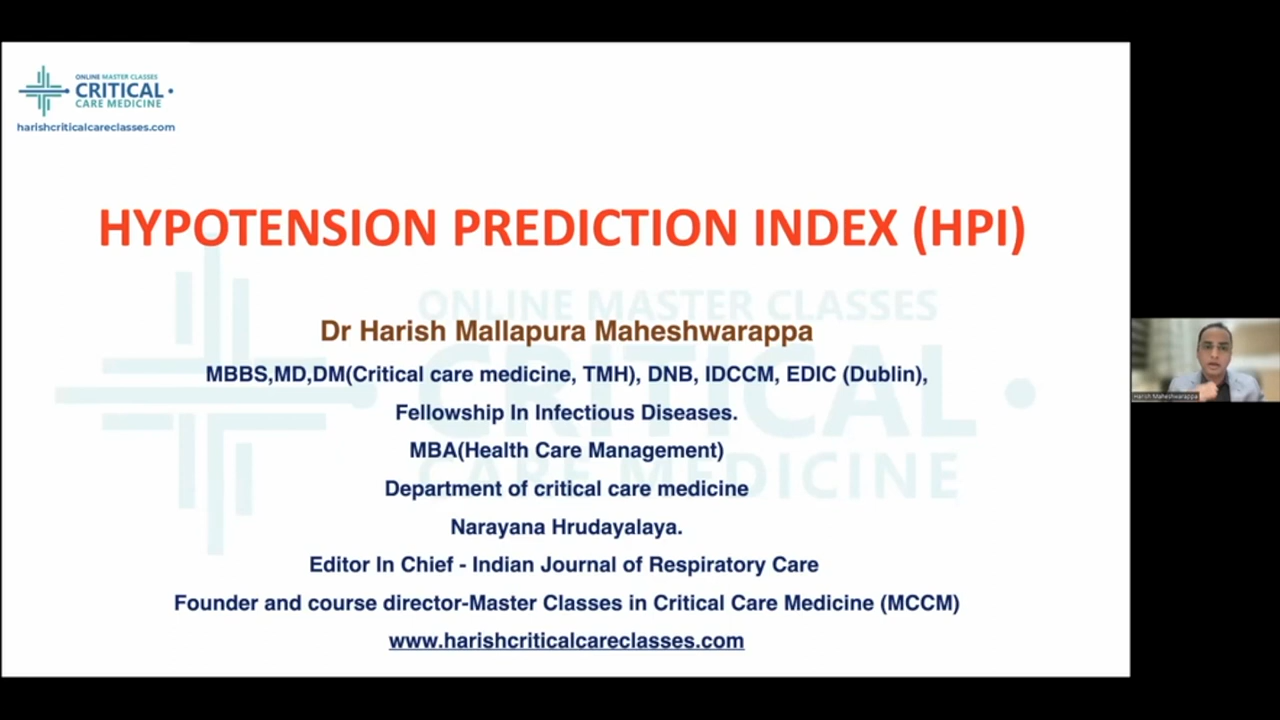 ONLINE MASTER CLASSES
CRITICAL
CARE MEDICINE
harishcriticalcareclasses.com
HYPOTENSION PREDICTION INDEX (HPI)
ONLINE MASTER CLASSES
CRITICAL
CARE MEDICINE
Dr Harish Mallapura Maheshwarappa
MBBS,MD,DM(Critical care medicine, TMH), DNB, IDCCM, EDIC (Dublin),
Fellowship In Infectious Diseases.
MBA(Health Care Management)
Department of critical care medicine
Narayana Hrudayalaya.
Editor In Chief - Indian Journal of Respiratory Care
Founder and course director-Master Classes in Critical Care Medicine (MCCM)
www.harishcriticalcareclasses.com
Harish Maheshwarappa